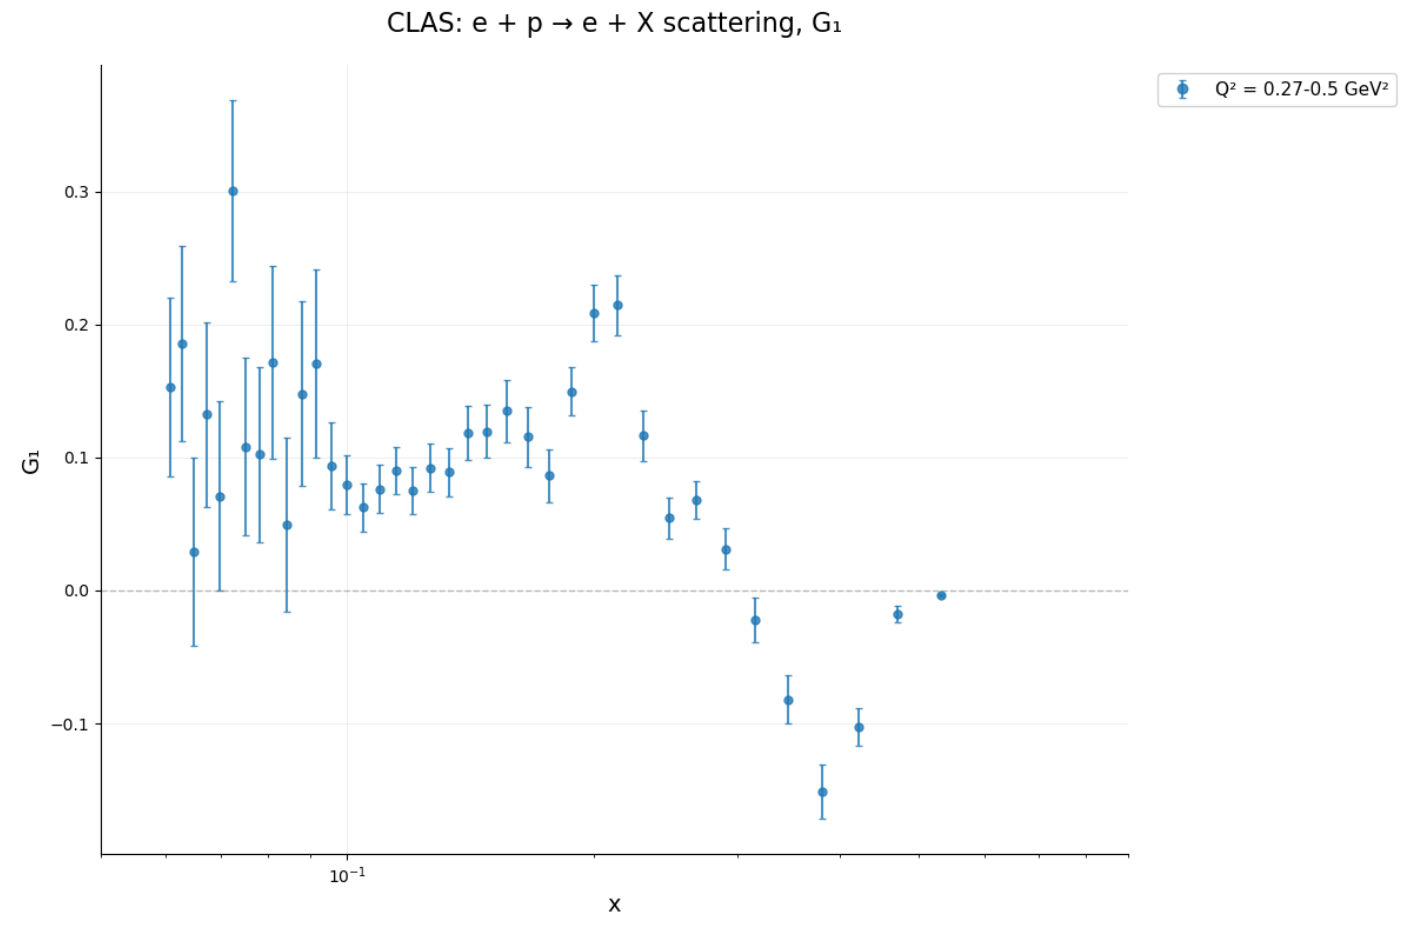 CLAS: e + p → e + X scattering, G₁
Q² = 0.27-0.5 GeV²
0.3
0.2
0.1
0.0
−0.1
G₁
10⁻¹
x